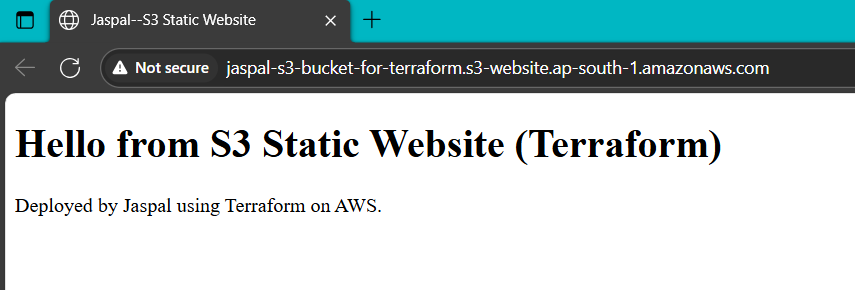 Jaspal--S3 Static Website
Not secure jaspal-s3-bucket-for-terraform.s3-website.ap-south-1.amazonaws.com
Hello from S3 Static Website (Terraform)
Deployed by Jaspal using Terraform on AWS.